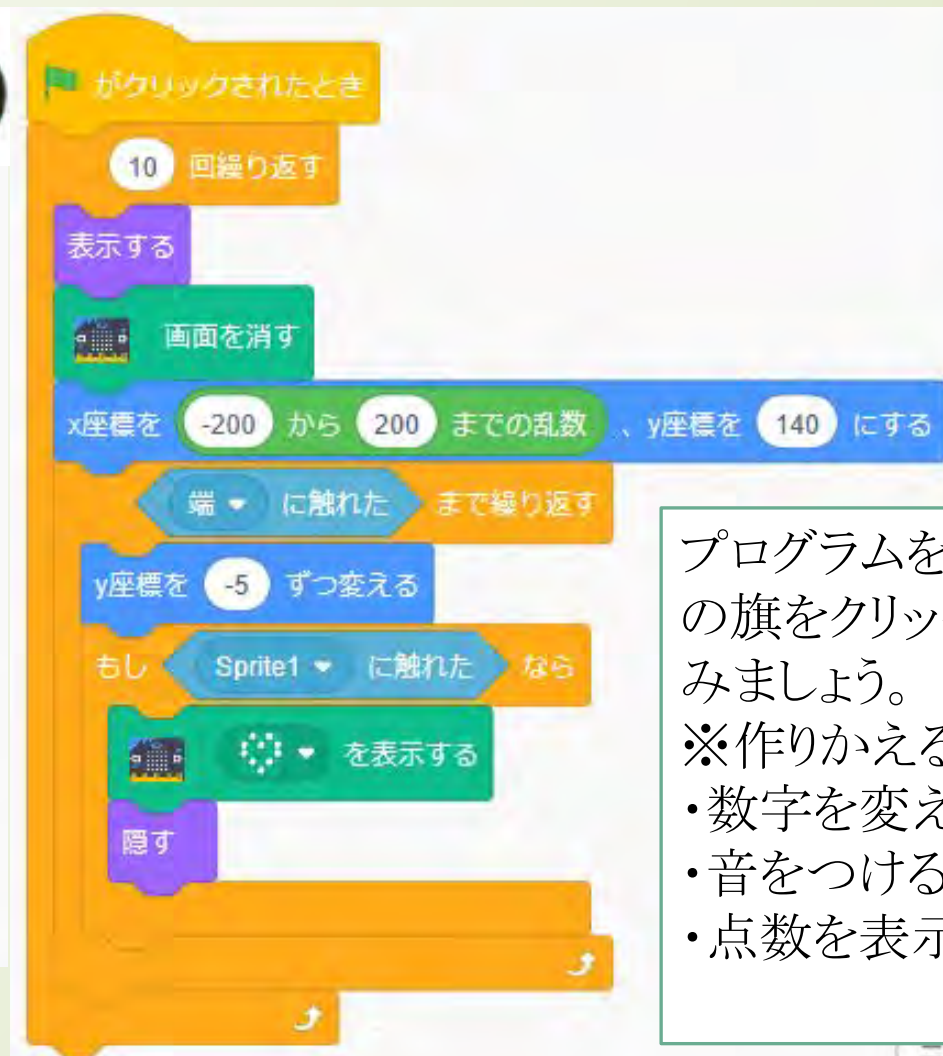 がクリックされたとき
10 回繰り返す
表示する
画面を消す
x座標を -200 から 200 までの乱数 、y座標を 140 にする
端 に触れた まで繰り返す
y座標を -5 ずつ変える
もし Sprite1 に触れた なら
を表示する
隠す
プログラムを
の旗をクリッ
みましょう。
※作りかえる
・数字を変え
・音をつける
・点数を表示